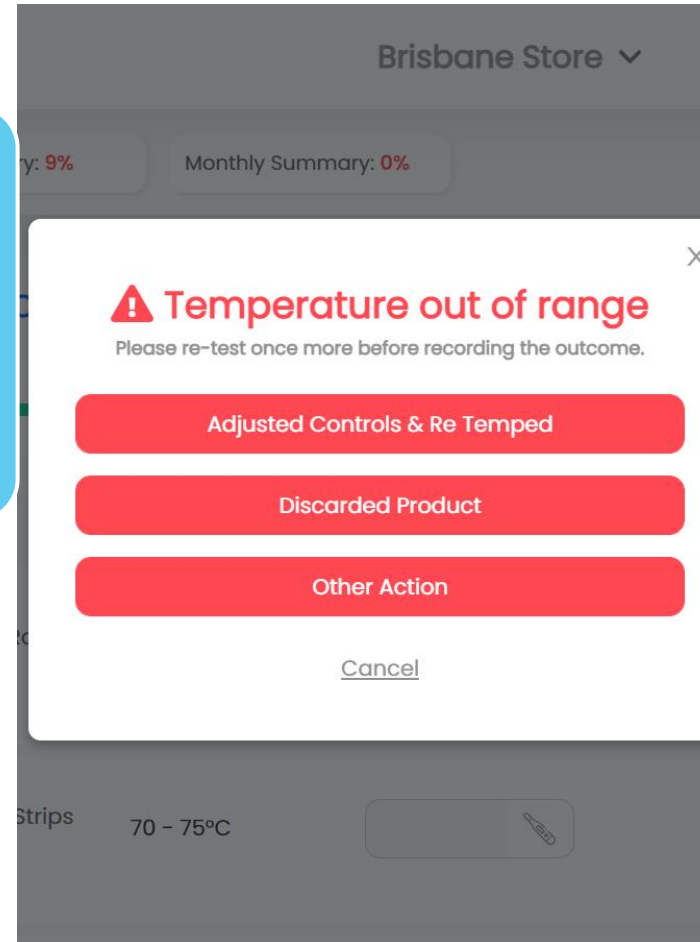 Brisbane Store
ry: 9%
Monthly Summary: 0%
X
Temperature out of range
Please re-test once more before recording the outcome.
Adjusted Controls & Re Temped
Discarded Product
Other Action
Cancel
Strips
70 - 75°C